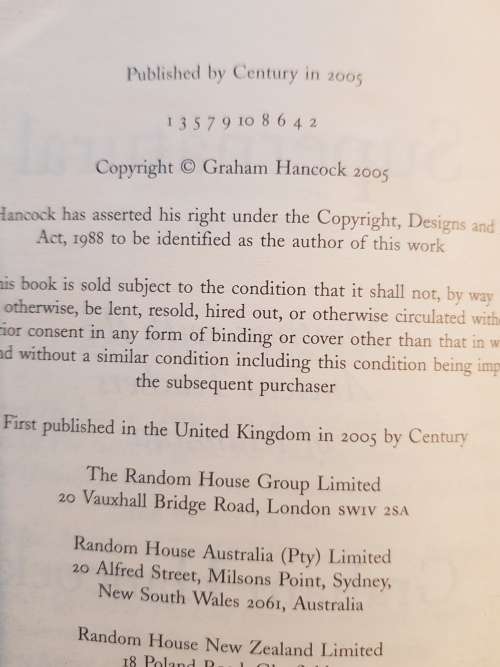 Published by Century in 2005
1 3 5 7 9 10 8 6 4 2
Copyright © Graham Hancock 2005
Hancock has asserted his right under the Copyright, Designs and
Act, 1988 to be identified as the author of this work
his book is sold subject to the condition that it shall not, by way
otherwise, be lent, resold, hired out, or otherwise circulated
consent in any form of binding or cover other than that in
without a similar condition including this condition being
the subsequent purchaser
First published in the United Kingdom in 2005 by Century
The Random House Group Limited
20 Vauxhall Bridge Road, London SW1V 2SA
Random House Australia (Pty) Limited
20 Alfred Street, Milsons Point, Sydney,
New South Wales 2061, Australia
Random House New Zealand Limited
18 Poland